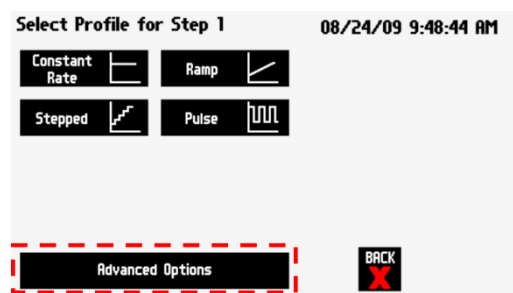 Select Profile for Step 1
08/24/09 9:48:44 AM
Constant
Rate
Ramp
Stepped
Pulse
Advanced Options
BACK